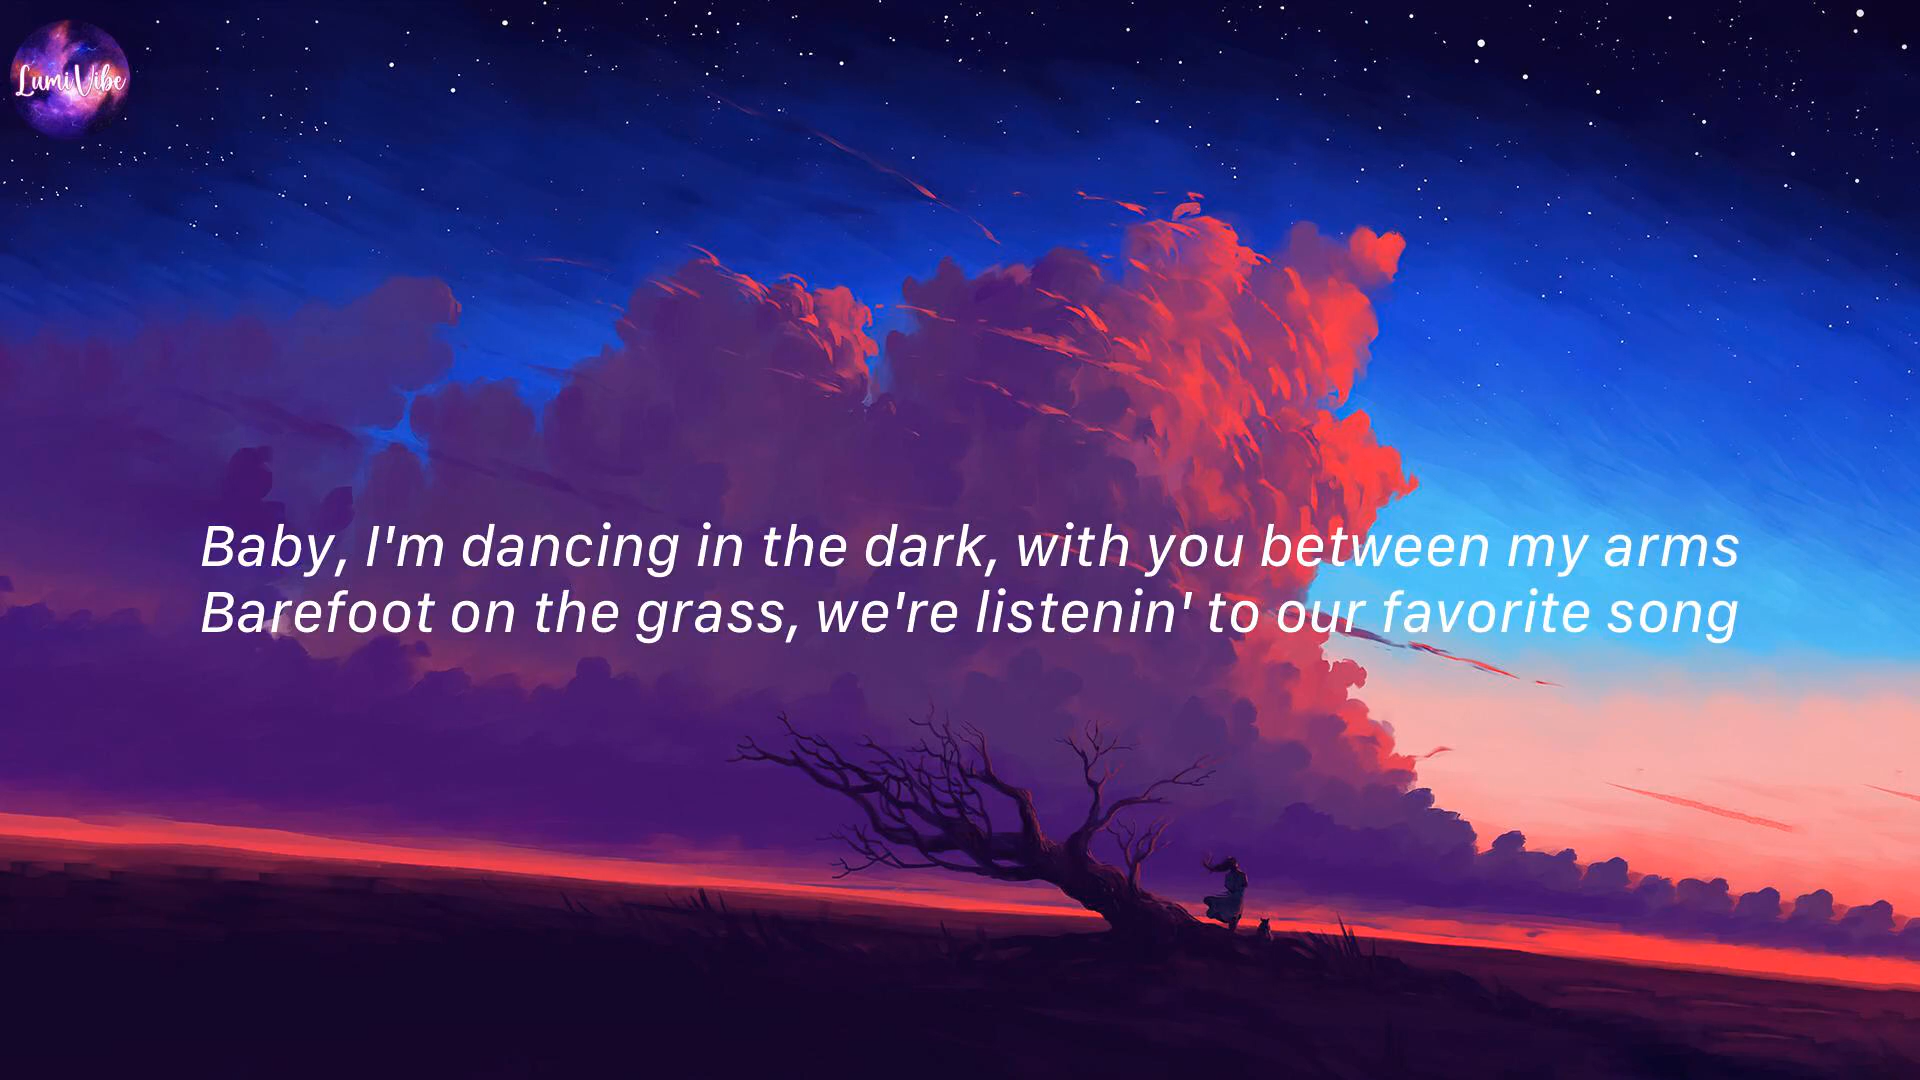 LumiVibe
Baby, I'm dancing in the dark, with you between my arms
Barefoot on the grass, we're listenin' to our favorite song